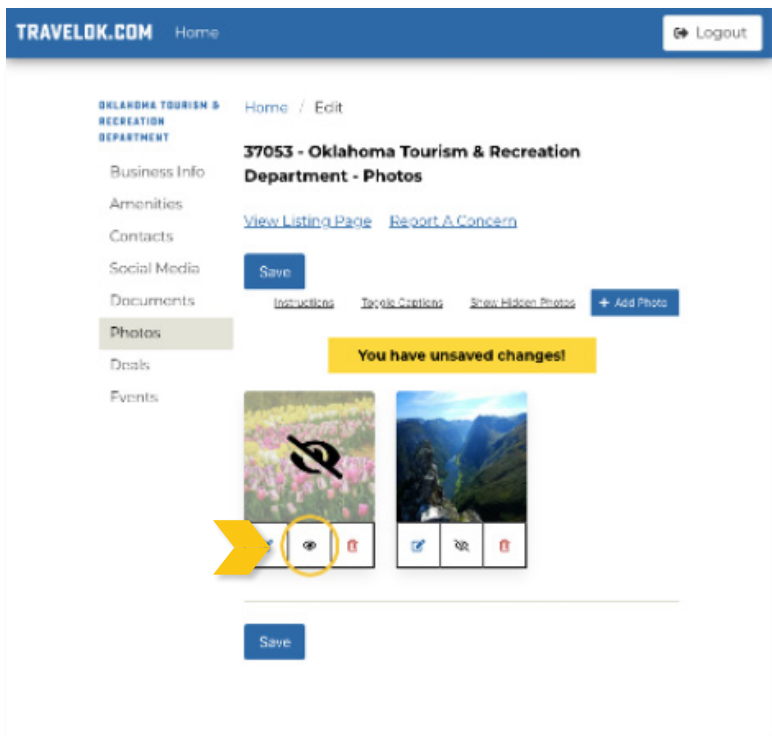 TRAVELOK.COM Home Logout
OKLAHOMA TOURISM &
RECREATION
DEPARTMENT
Business Info
Amenities
Contacts
Social Media
Documents
Photos
Deals
Events
Home / Edit
37053 - Oklahoma Tourism & Recreation
Department - Photos
View Listing Page Report A Concern
Save
Instructions Toggle Captions Show Hidden Photos + Add Photo
You have unsaved changes!
Save